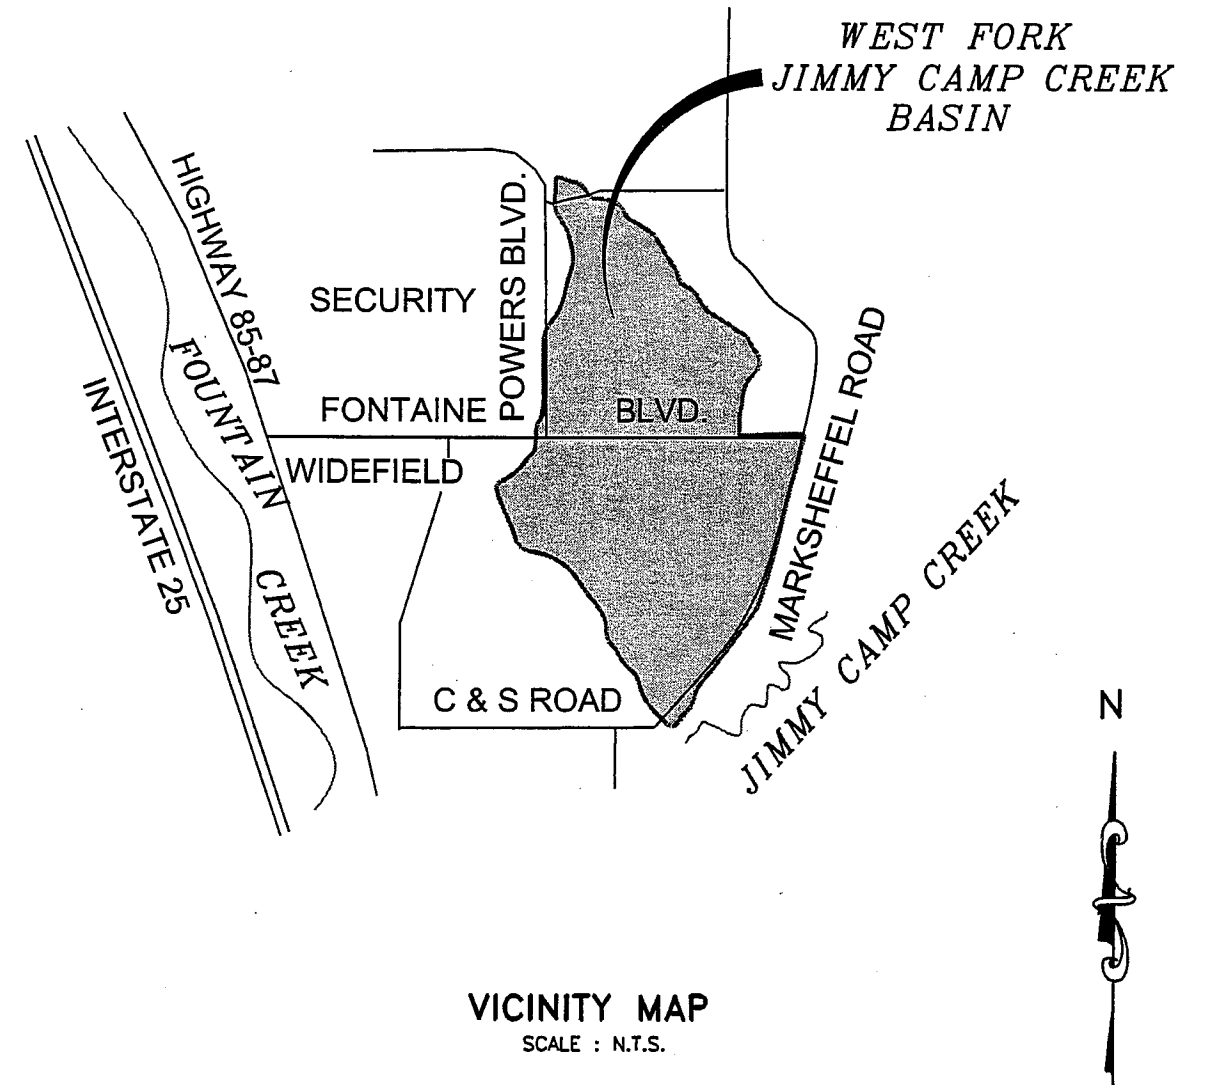 WEST FORK
JIMMY CAMP CREEK
BASIN
HIGHWAY 85-87
POWERS BLVD.
SECURITY
FOUNTAIN CREEK
INTERSTATE 25
FONTAINE BLVD.
WIDEFIELD
MARKSHEFFEL ROAD
JIMMY CAMP CREEK
C & S ROAD
N
VICINITY MAP
SCALE : N.T.S.